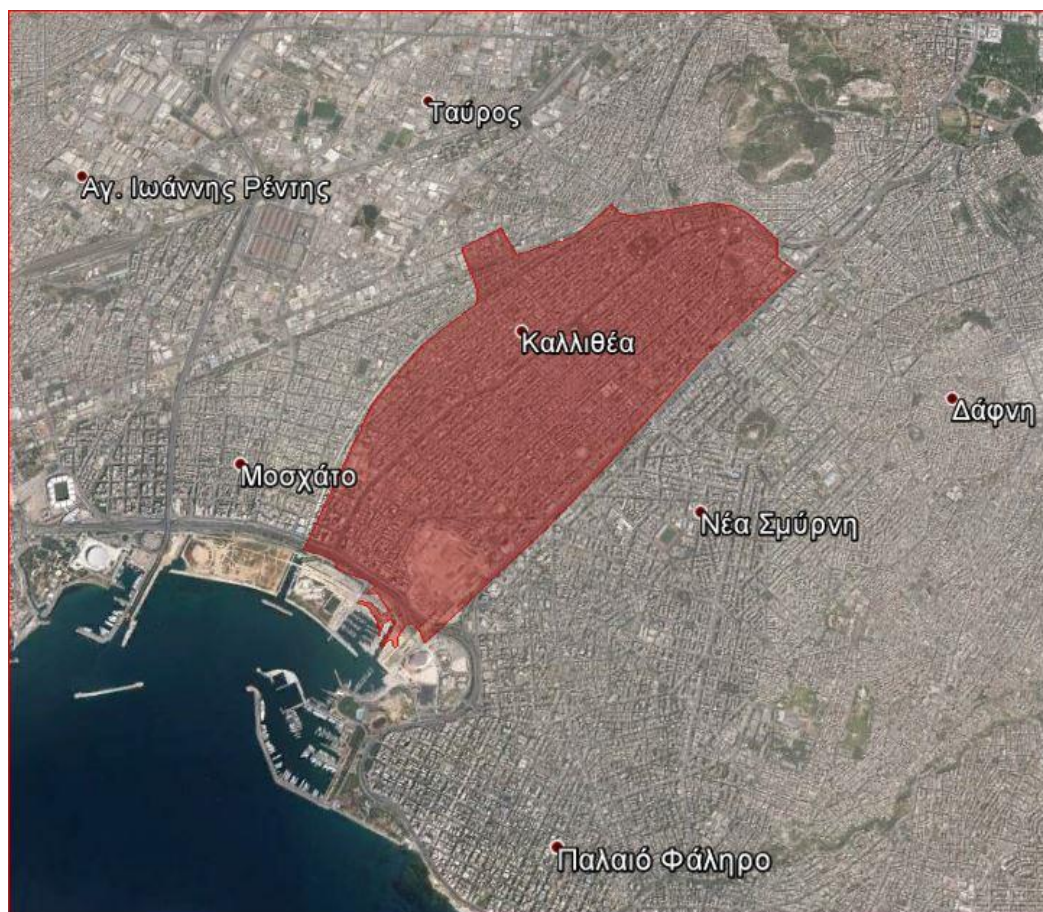 Ταύρος
Αγ. Ιωάννης Ρέντης
Καλλιθέα
Δάφνη
Μοσχάτο
Νέα Σμύρνη
Παλαιό Φάληρο